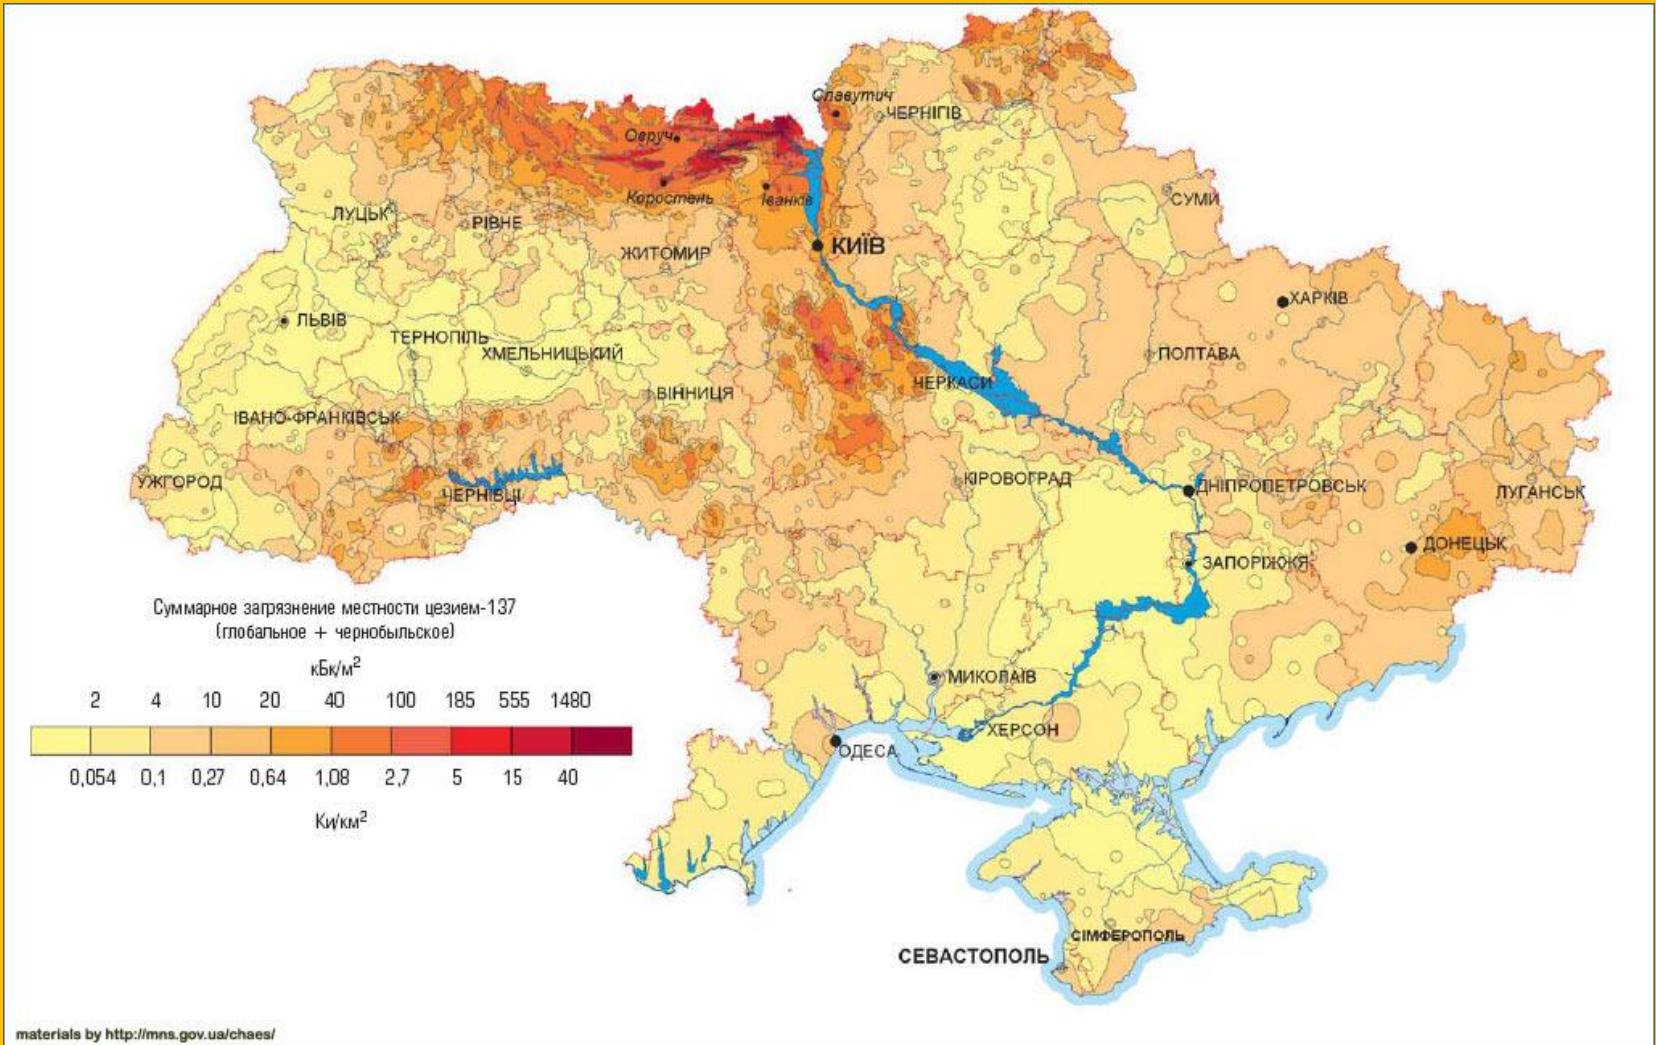 Славутич
ЧЕРНІГІВ
Овруч
Коростень
Іванків
СУМИ
ЛУЦЬК
РІВНЕ
ЖИТОМИР
КИЇВ
ХАРКІВ
ЛЬВІВ
ТЕРНОПІЛЬ
ХМЕЛЬНИЦЬКИЙ
ПОЛТАВА
ЧЕРКАСИ
ВІННИЦЯ
ІВАНО-ФРАНКІВСЬК
УЖГОРОД
ЧЕРНІВЦІ
КІРОВОГРАД
ДНІПРОПЕТРОВСЬК
ЛУГАНСЬК
ДОНЕЦЬК
ЗАПОРІЖЖЯ
Суммарное загрязнение местности цезием-137
(глобальное + чернобыльское)
кБк/м²
2 4 10 20 40 100 185 555 1480
0,054 0,1 0,27 0,64 1,08 2,7 5 15 40
Ки/км²
МИКОЛАЇВ
ХЕРСОН
ОДЕСА
СІМФЕРОПОЛЬ
СЕВАСТОПОЛЬ
materials by http://mns.gov.ua/chaes/